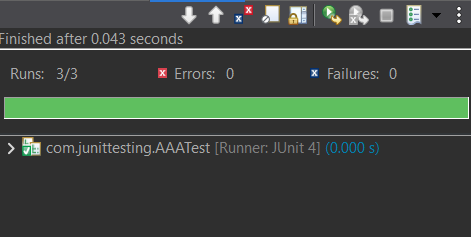 Finished after 0.043 seconds
Runs: 3/3 Errors: 0 Failures: 0
com.junittesting.AAATest [Runner: JUnit 4] (0.000 s)